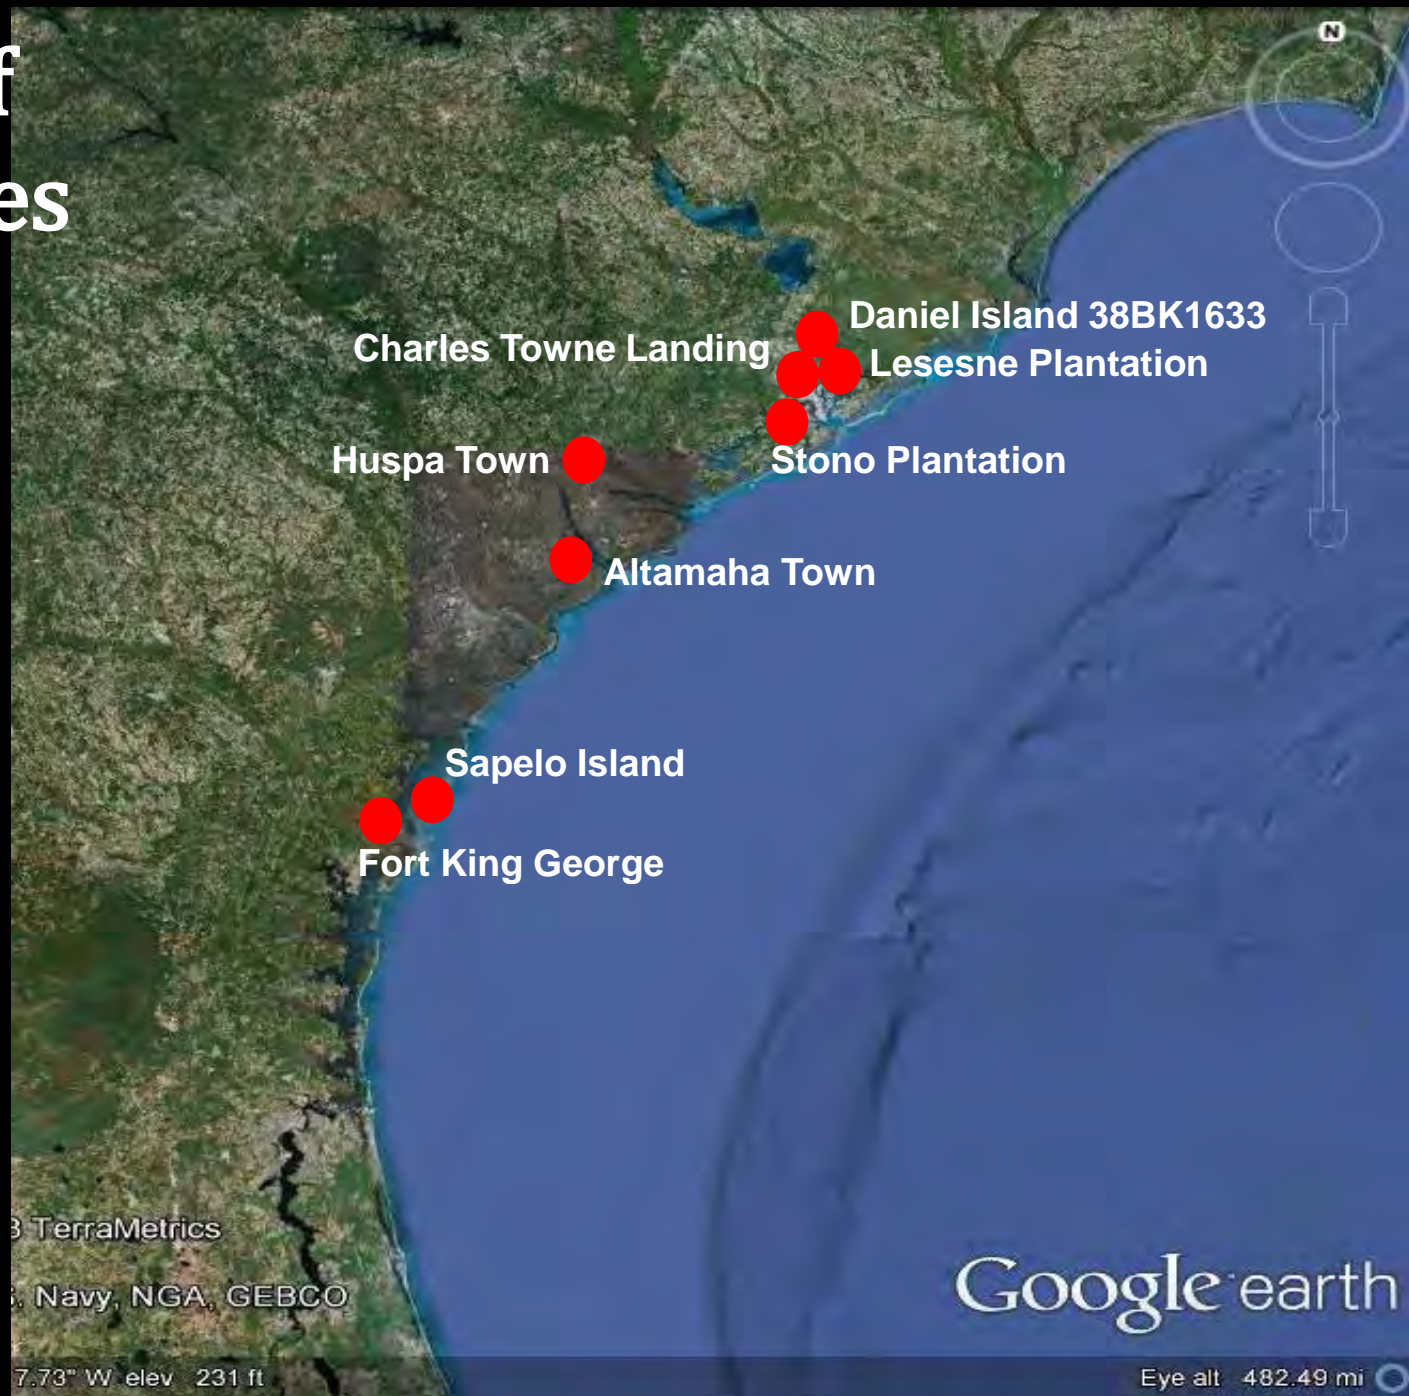 f
es
N
Daniel Island 38BK1633
Charles Towne Landing
Lesesne Plantation
Huspa Town
Stono Plantation
Altamaha Town
Sapelo Island
Fort King George
TerraMetrics
. Navy, NGA, GEBCO
Google earth
7.73" W elev 231 ft
Eye alt 482.49 mi